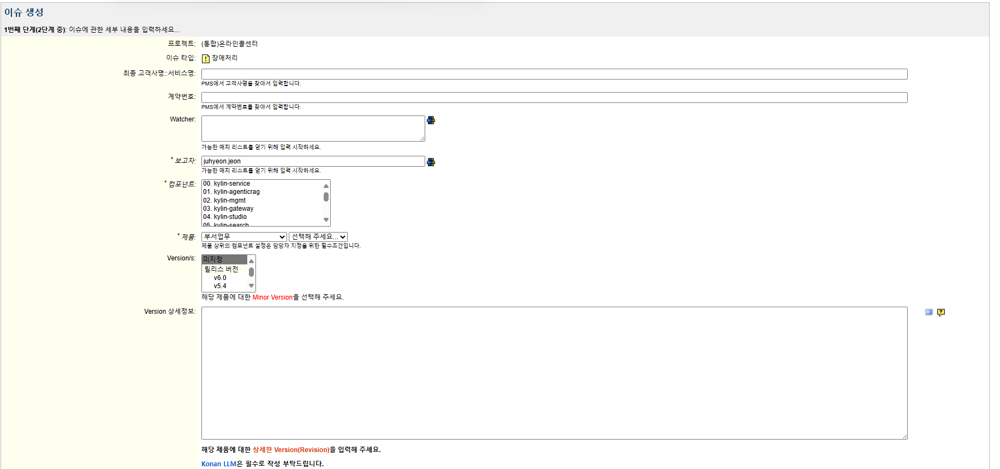 이슈 생성
1번째 단계(2단계 중): 이슈에 관한 세부 내용을 입력하세요...
프로젝트: (통합)온라인콜센터
이슈 타입: 장애처리
최종 고객사명::서비스명:
PMS에서 고객사명을 찾아서 입력합니다.
계약번호:
PMS에서 계약번호를 찾아서 입력합니다.
Watcher:
가능한 매치 리스트를 얻기 위해 입력 시작하세요.
* 보고자: juhyeon.jeon
가능한 매치 리스트를 얻기 위해 입력 시작하세요.
* 컴포넌트: 00. kylin-service
01. kylin-agenticrag
02. kylin-mgmt
03. kylin-gateway
04. kylin-studio
05. kylin-search
* 제품: 부서업무 선택해 주세요...
제품 상위의 컴포넌트 설정은 담당자 지정을 위한 필수조건입니다.
Version/s: 미지정
릴리스 버전
v6.0
v5.4
해당 제품에 대한 Minor Version을 선택해 주세요.
Version 상세정보:
해당 제품에 대한 상세한 Version(Revision)을 입력해 주세요.
Konan LLM은 필수로 작성 부탁드립니다.